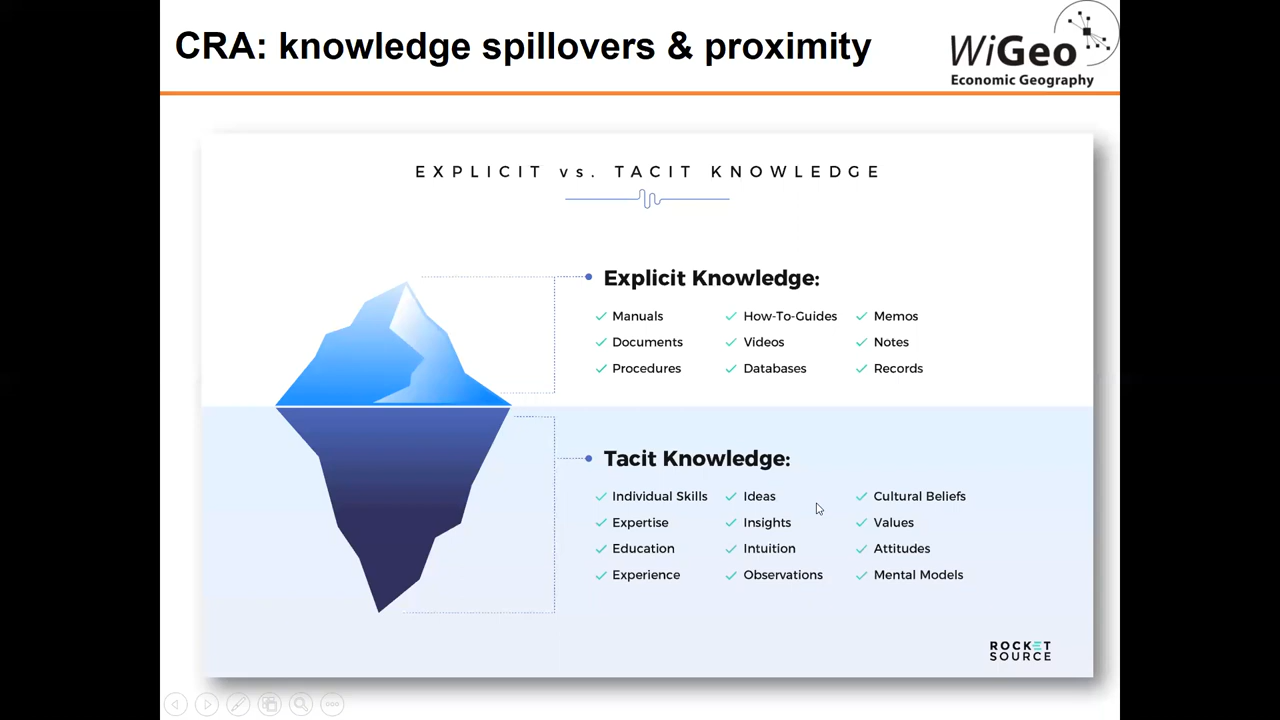 CRA: knowledge spillovers & proximity
WiGeo
Economic Geography
EXPLICIT vs. TACIT KNOWLEDGE
Explicit Knowledge:
Manuals How-To-Guides Memos
Documents Videos Notes
Procedures Databases Records
Tacit Knowledge:
Individual Skills Ideas Cultural Beliefs
Expertise Insights Values
Education Intuition Attitudes
Experience Observations Mental Models
ROCKET
SOURCE